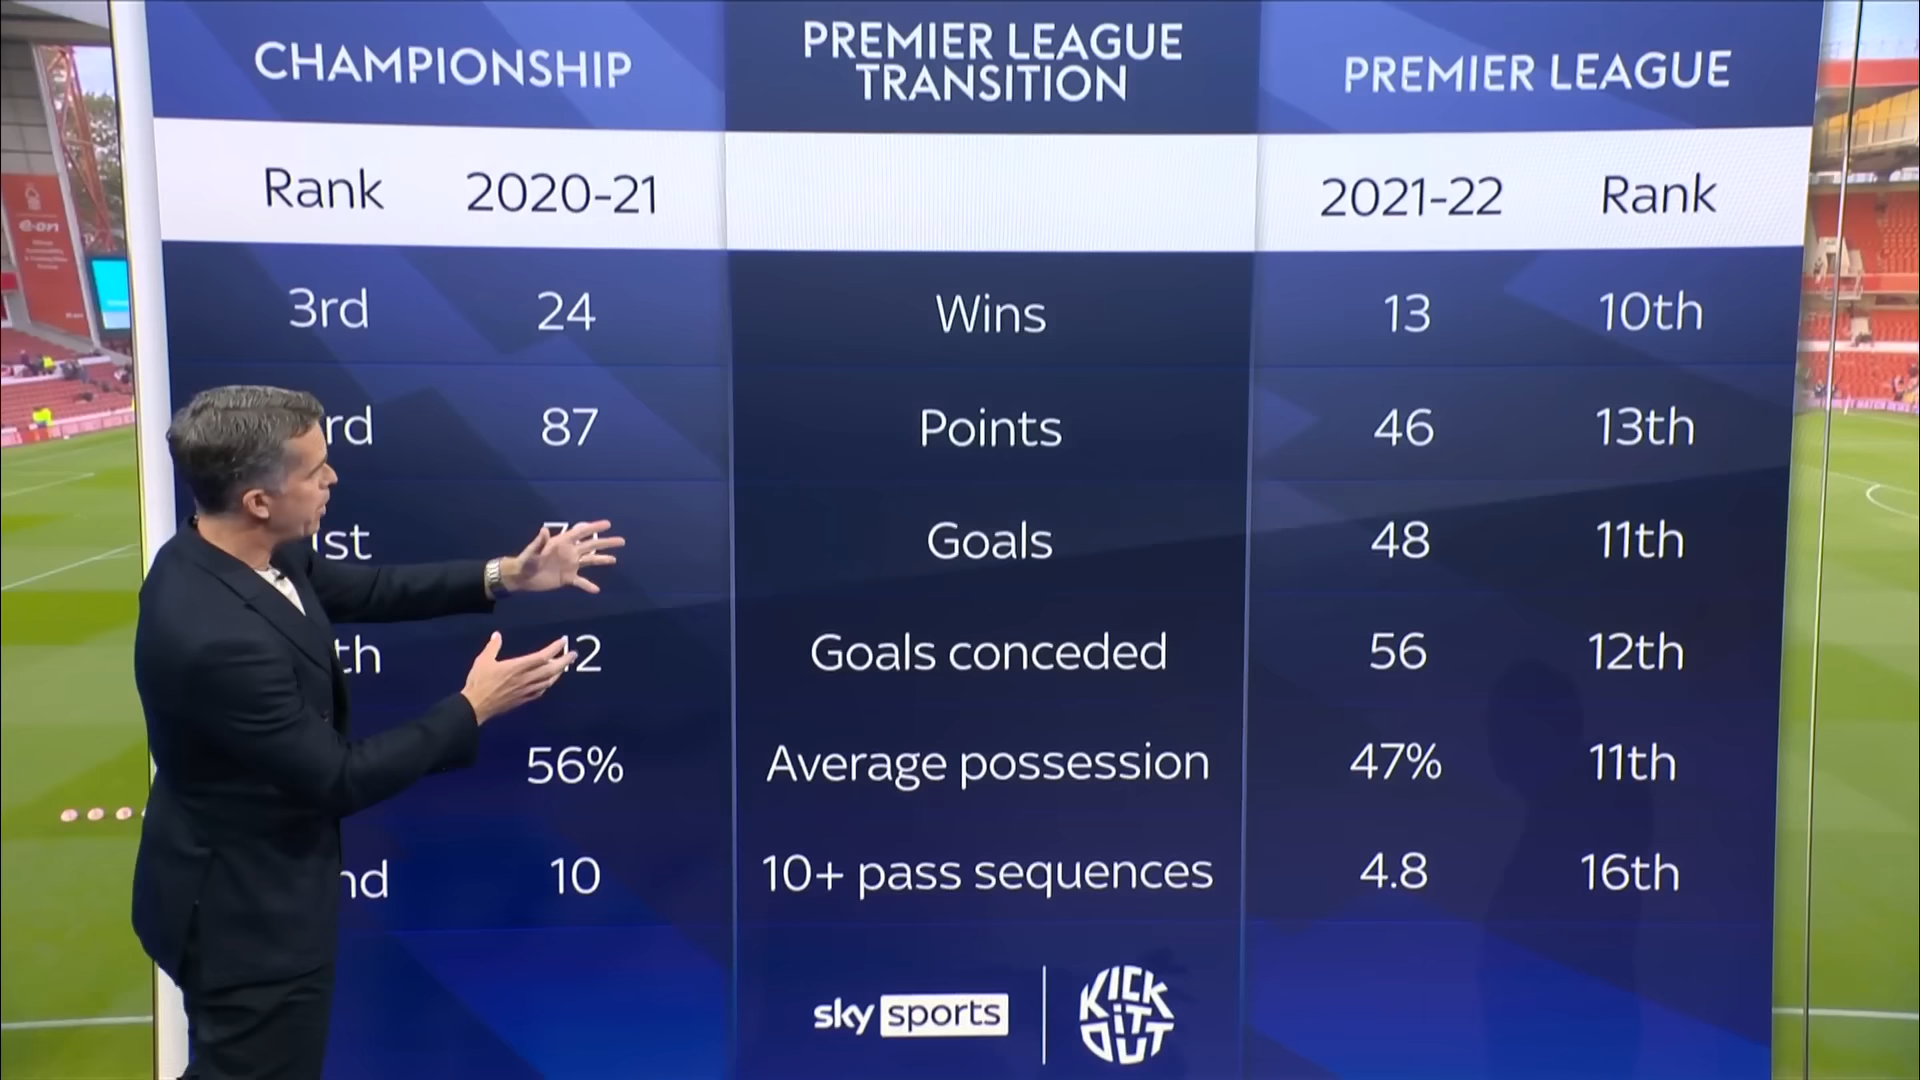 CHAMPIONSHIP
PREMIER LEAGUE
TRANSITION
PREMIER LEAGUE
Rank 2020-21 2021-22 Rank
3rd 24 Wins 13 10th
rd 87 Points 46 13th
st Goals 48 11th
th 42 Goals conceded 56 12th
56% Average possession 47% 11th
nd 10 10+ pass sequences 4.8 16th
sky sports
KICK
iT
OUT
e·on